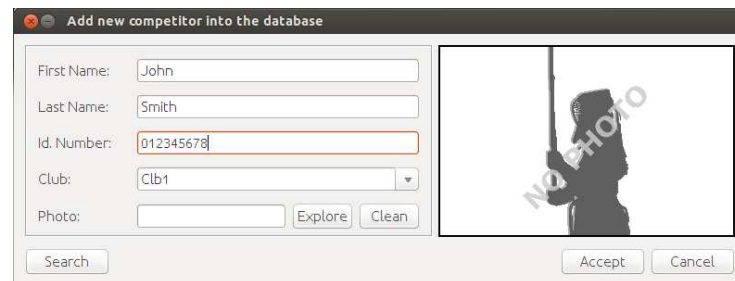 Add new competitor into the database
First Name: John
Last Name: Smith
Id. Number: 012345678
Club: Clb1
Photo: Explore Clean
NO PHOTO
Search Accept Cancel